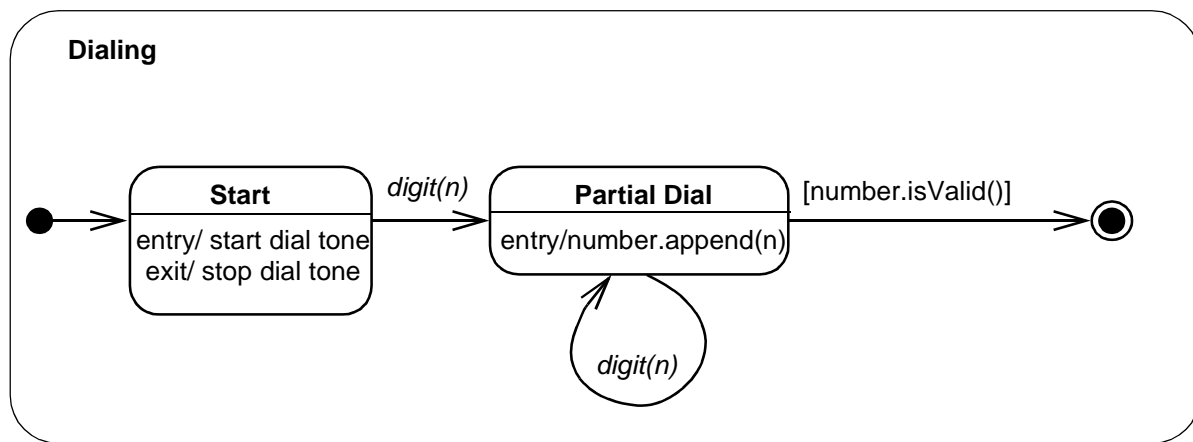 Dialing
Start
entry/ start dial tone
exit/ stop dial tone
digit(n)
Partial Dial
entry/number.append(n)
digit(n)
[number.isValid()]